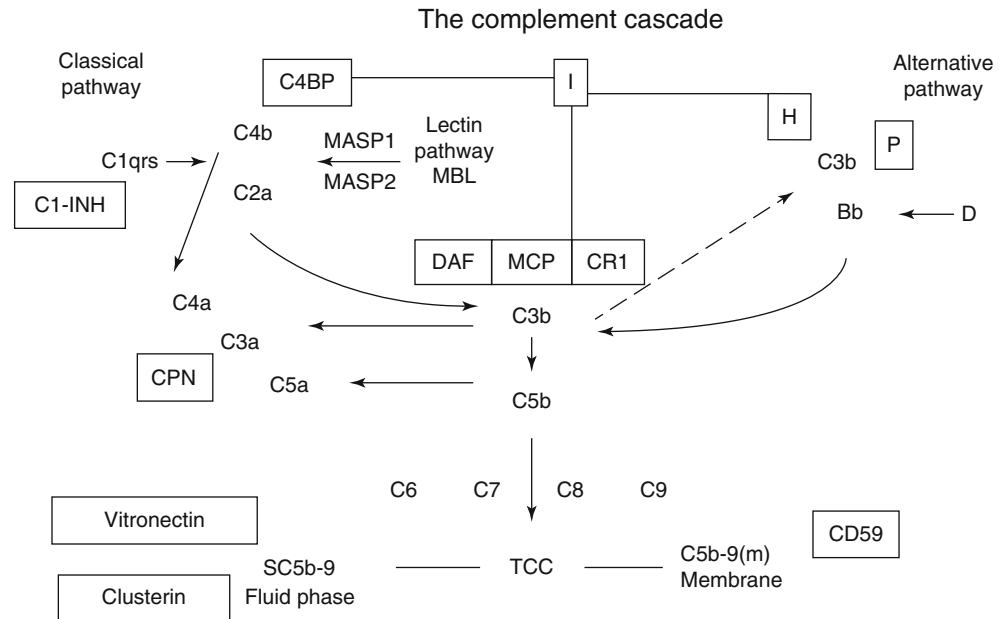 The complement cascade
Classical
pathway
C4BP
I
Alternative
pathway
H
P
C4b
MASP1
Lectin
pathway
MBL
C1qrs
MASP2
C3b
C1-INH
C2a
Bb
D
DAF
MCP
CR1
C4a
C3b
C3a
CPN
C5a
C5b
C6
C7
C8
C9
Vitronectin
CD59
SC5b-9
Fluid phase
TCC
C5b-9(m)
Membrane
Clusterin